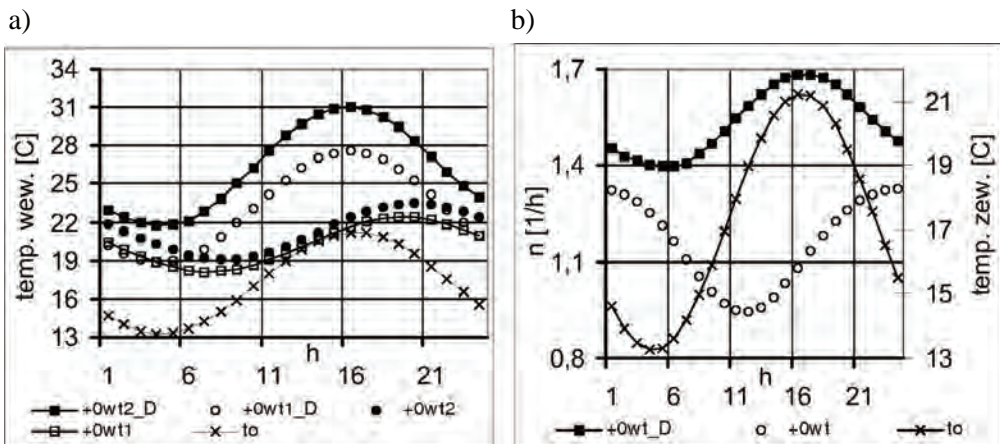 a)
temp. wew. [C]
34
31
28
25
22
19
16
13
1 6 11 16 21
h
+0wt2_D +0wt1_D +0wt2
+0wt1 to
b)
n [1/h]
1,7
1,4
1,1
0,8
temp. zew. [C]
21
19
18
16
15
13
1 6 11 16 21
h
+0wt_D +0wt to